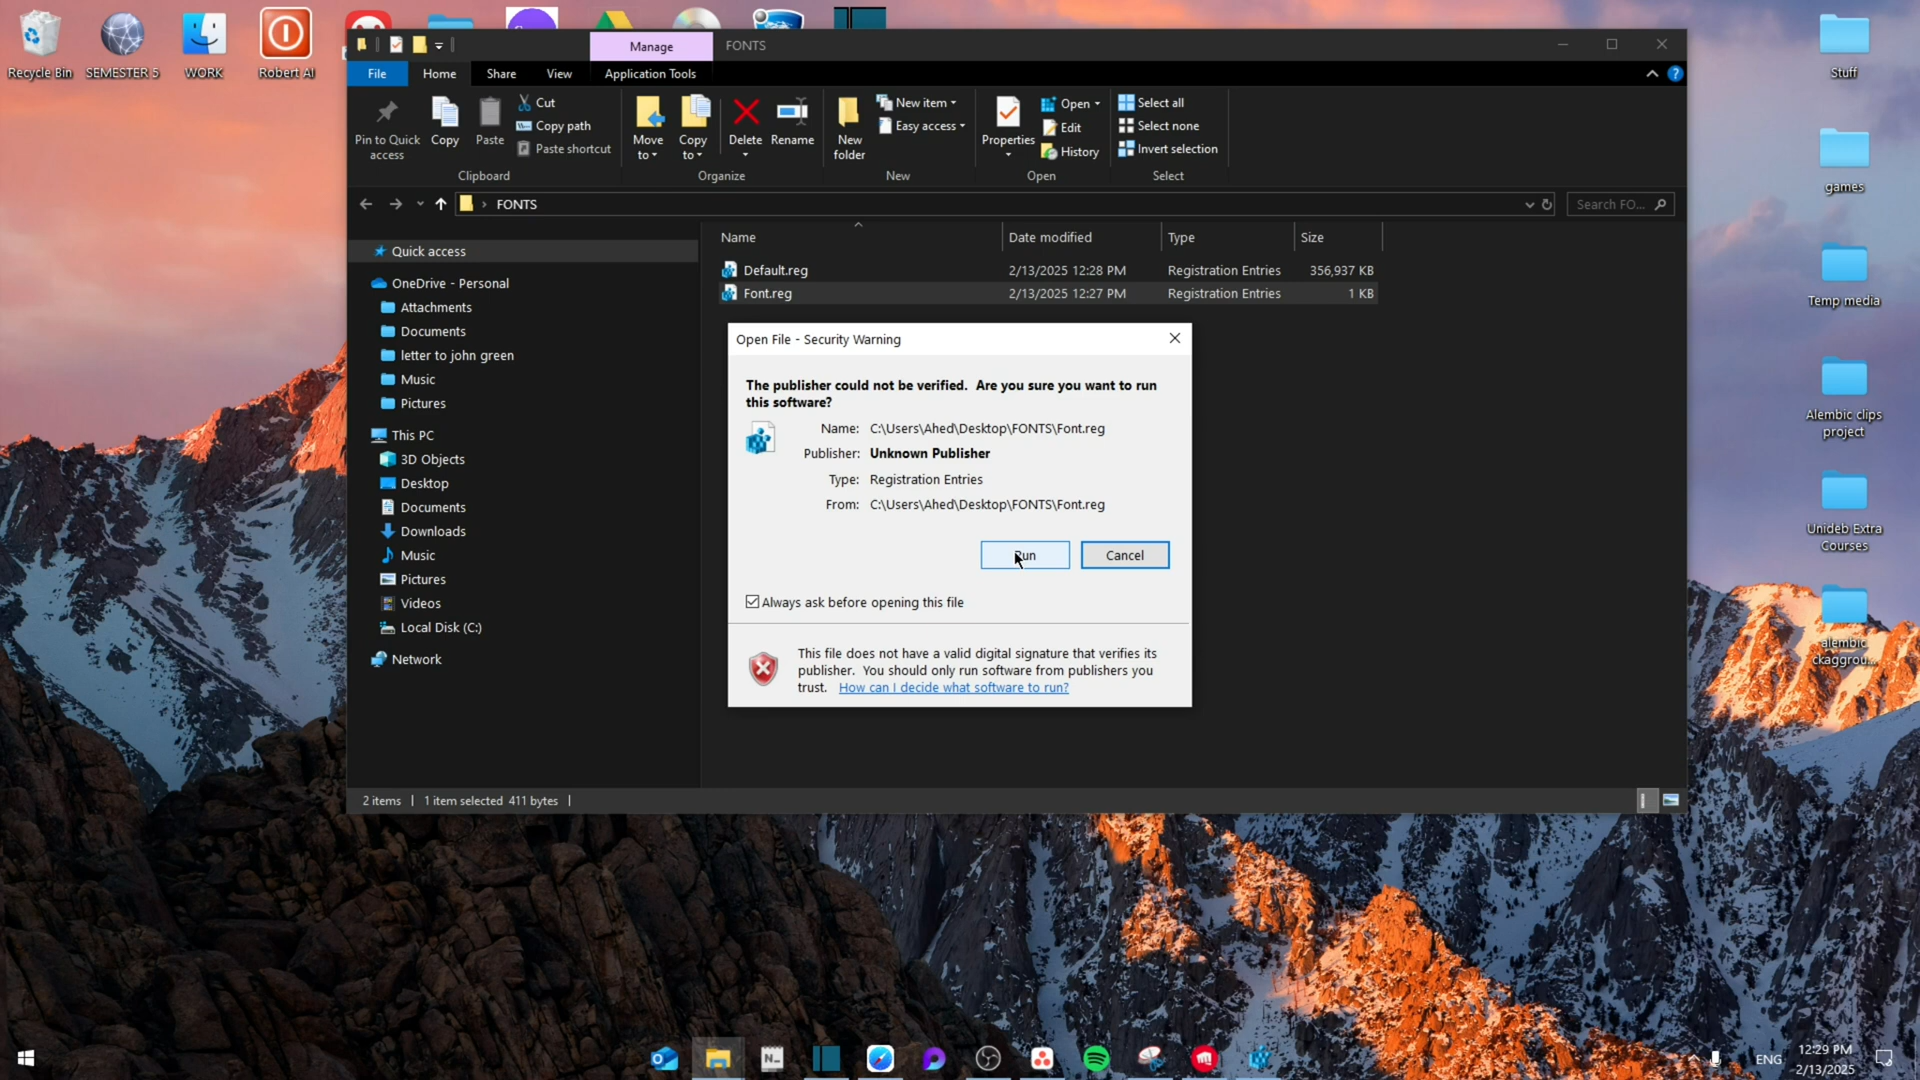 Recycle Bin
SEMESTER 5
WORK
Robert AI
Manage
FONTS
File
Home
Share
View
Application Tools
Pin to Quick
access
Copy
Paste
Cut
Copy path
Paste shortcut
Move
to
Copy
to
Delete
Rename
New
folder
New item
Easy access
Properties
Open
Edit
History
Select all
Select none
Invert selection
Clipboard
Organize
New
Open
Select
FONTS
Search FO...
Quick access
OneDrive - Personal
Attachments
Documents
letter to john green
Music
Pictures
This PC
3D Objects
Desktop
Documents
Downloads
Music
Pictures
Videos
Local Disk (C:)
Network
Name
Date modified
Type
Size
Default.reg
2/13/2025 12:28 PM
Registration Entries
356,937 KB
Font.reg
2/13/2025 12:27 PM
Registration Entries
1 KB
Open File - Security Warning
The publisher could not be verified. Are you sure you want to run
this software?
Name: C:\Users\Ahed\Desktop\FONTS\Font.reg
Publisher: Unknown Publisher
Type: Registration Entries
From: C:\Users\Ahed\Desktop\FONTS\Font.reg
Run
Cancel
Always ask before opening this file
This file does not have a valid digital signature that verifies its
publisher. You should only run software from publishers you
trust. How can I decide what software to run?
2 items
1 item selected 411 bytes
Stuff
games
Temp media
Alembic clips
project
Unideb Extra
Courses
alembic
ckaggrou...
ENG
12:29 PM
2/13/2025